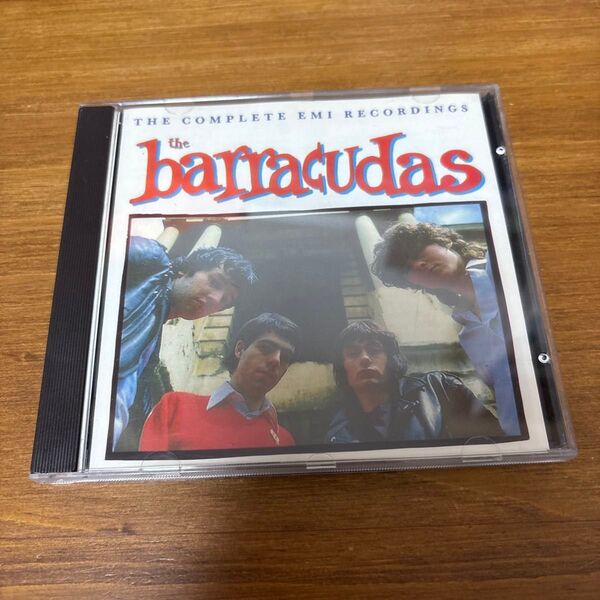 THE COMPLETE EMI RECORDINGS
the
barracudas